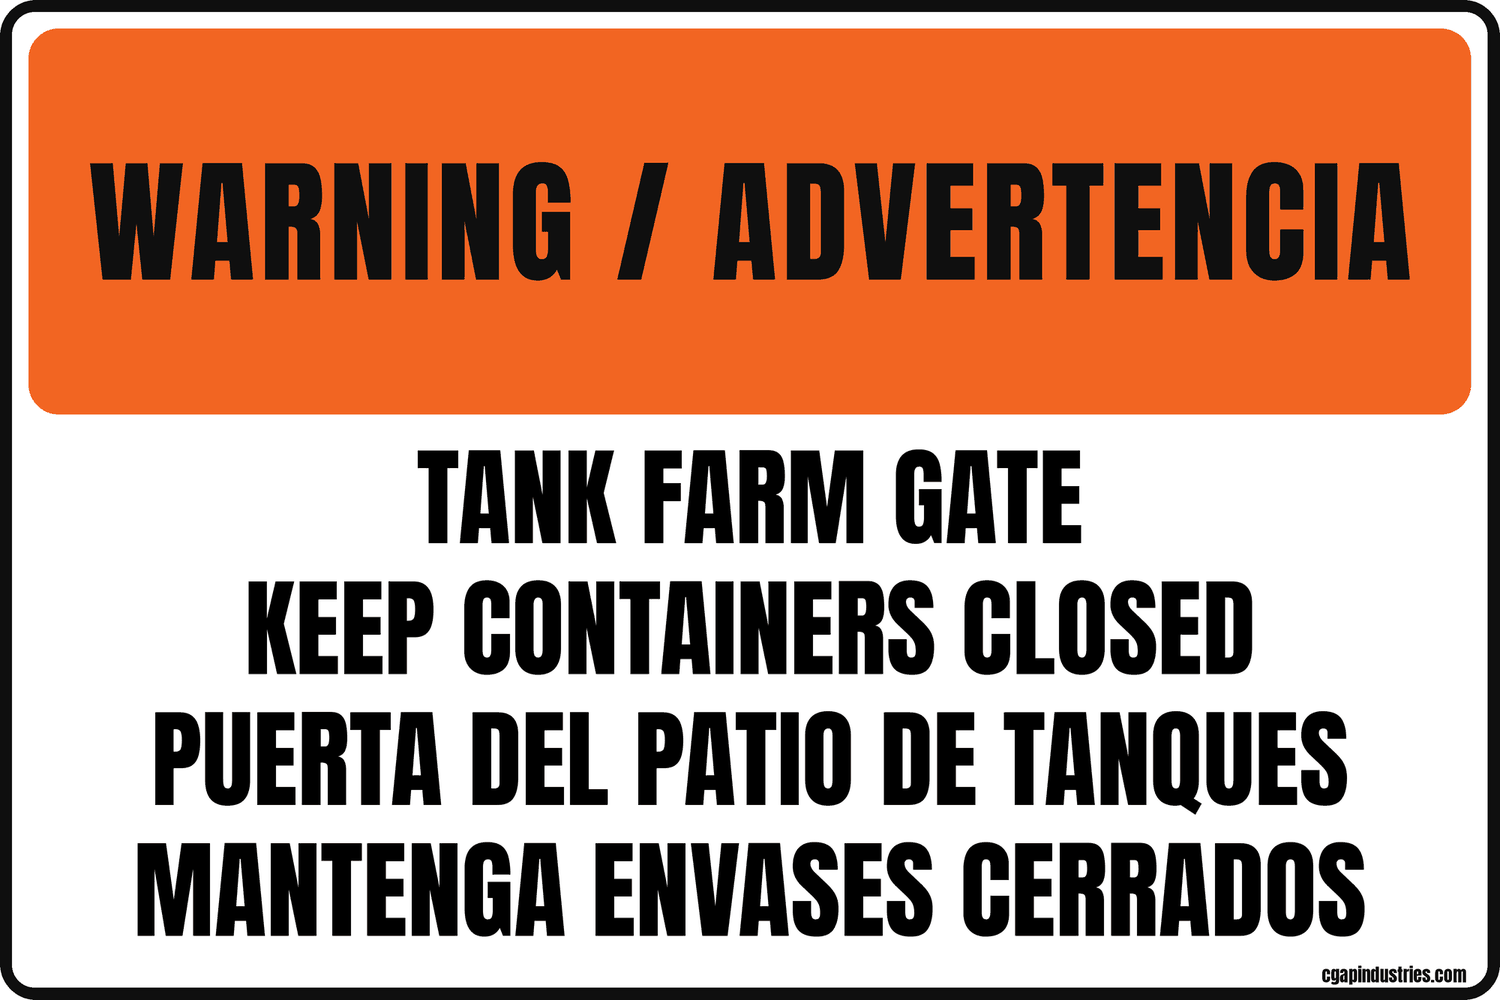 WARNING / ADVERTENCIA
TANK FARM GATE
KEEP CONTAINERS CLOSED
PUERTA DEL PATIO DE TANQUES
MANTENGA ENVASES CERRADOS
cgapindustries.com